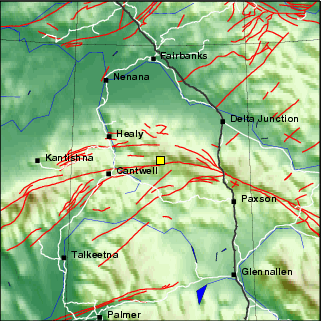 Fairbanks
Nenana
Delta Junction
Healy
Kantishna
Cantwell
Paxson
Talkeetna
Glennallen
Palmer